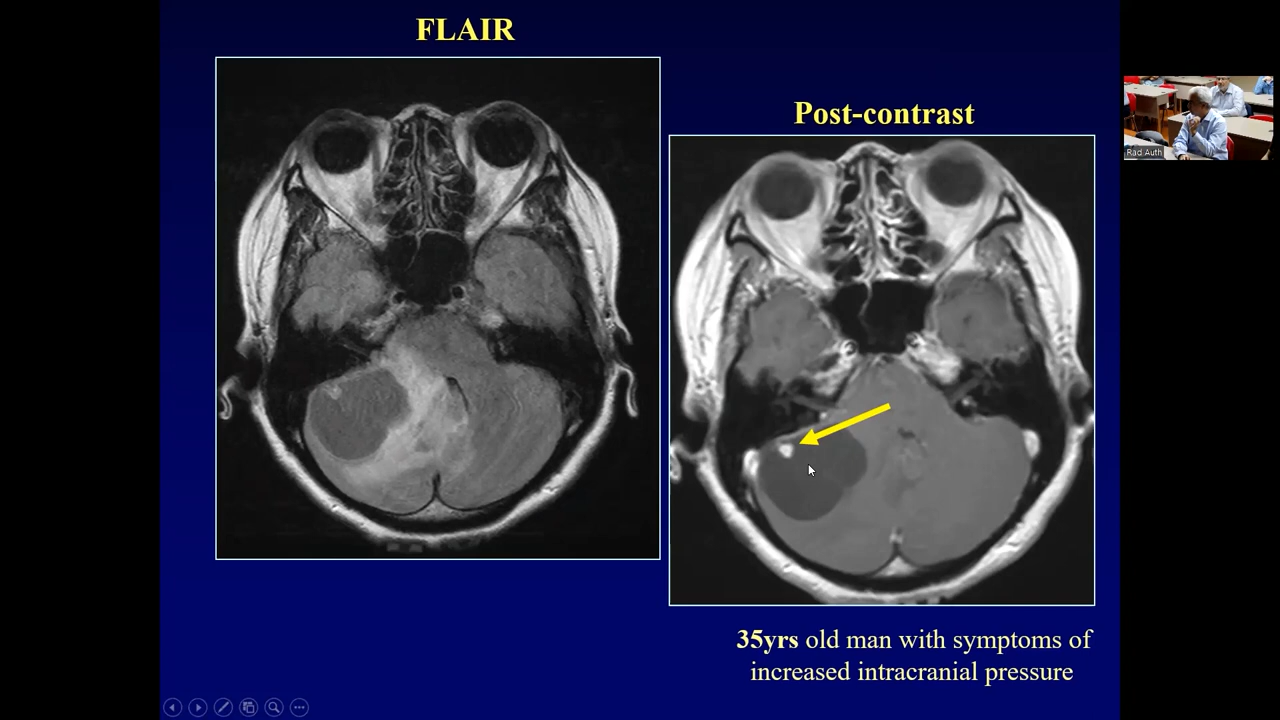 FLAIR
Post-contrast
Rad Auth
35yrs old man with symptoms of
increased intracranial pressure